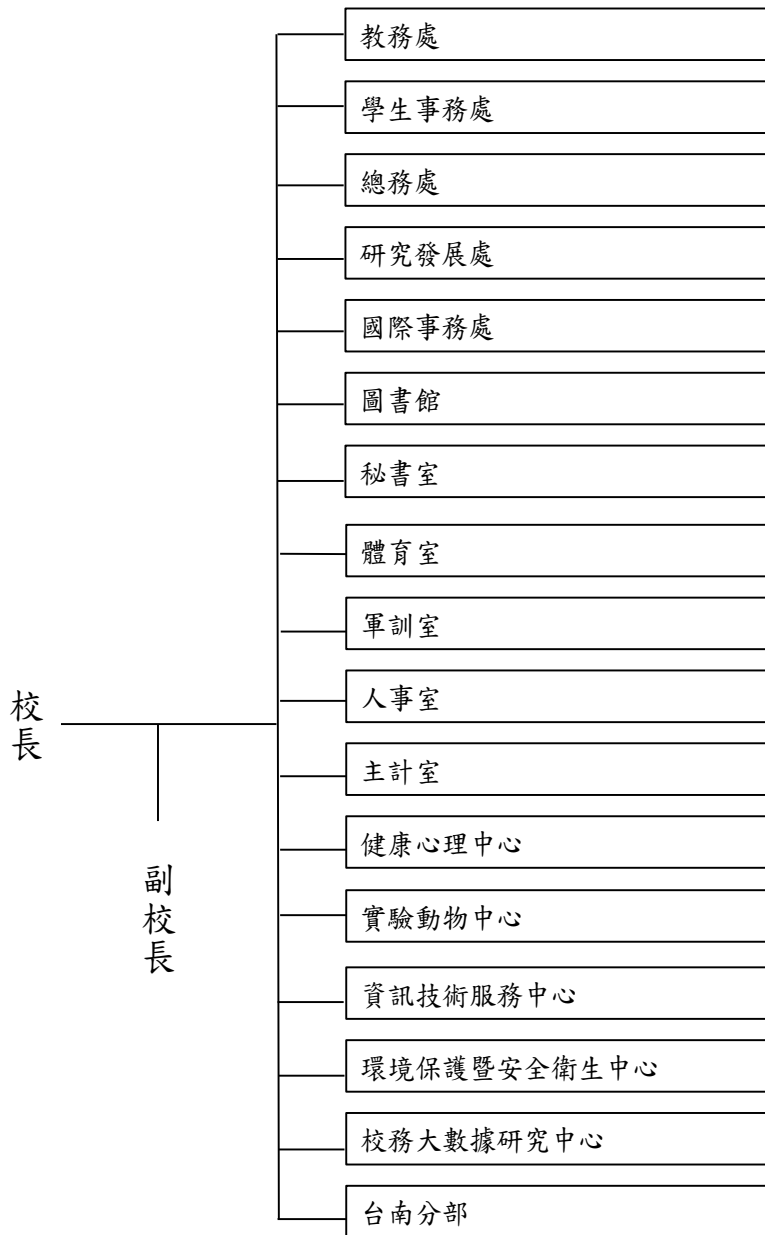 教務處
學生事務處
總務處
研究發展處
國際事務處
圖書館
秘書室
體育室
軍訓室
人事室
校長
主計室
健康心理中心
副校長
實驗動物中心
資訊技術服務中心
環境保護暨安全衛生中心
校務大數據研究中心
台南分部